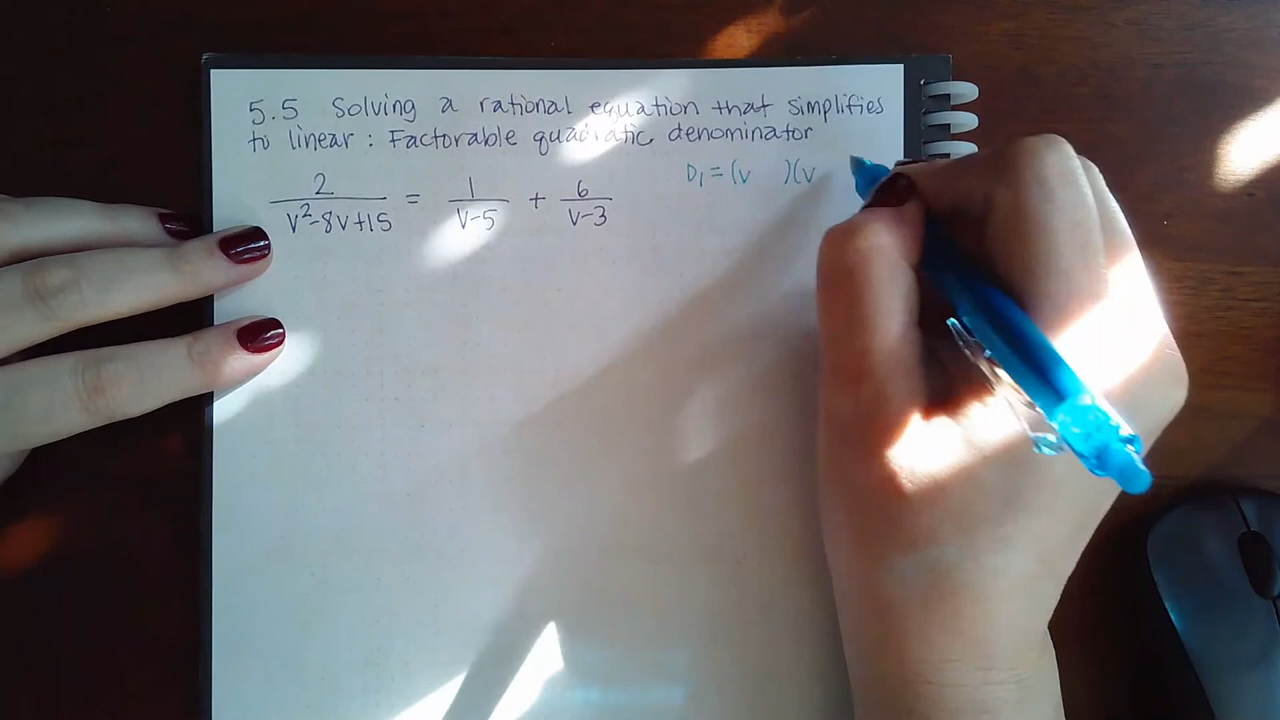 5.5 Solving a rational equation that simplifies
to linear : Factorable quadratic denominator
D₁ = (v )(v
2/(v²-8v+15) = 1/(v-5) + 6/(v-3)